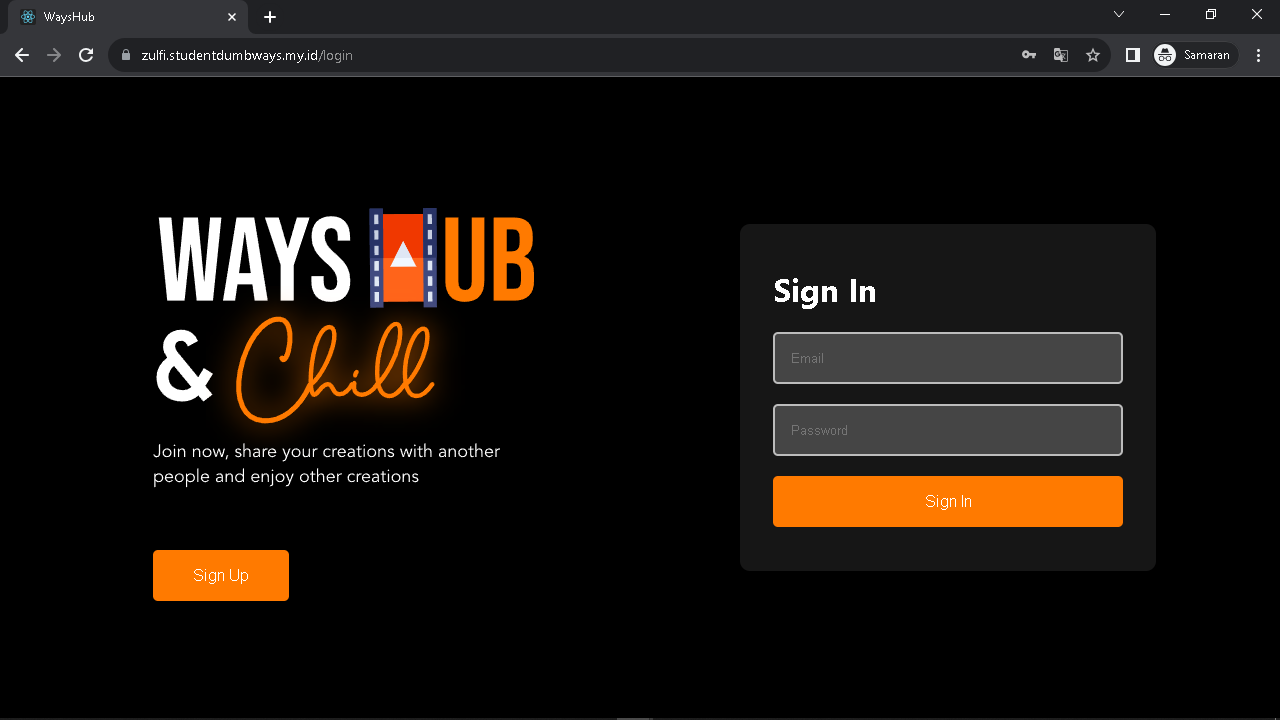 WaysHub
zulfi.studentdumbways.my.id/login
Samaran
WAYS HUB
& Chill
Join now, share your creations with another
people and enjoy other creations
Sign Up
Sign In
Email
Password
Sign In